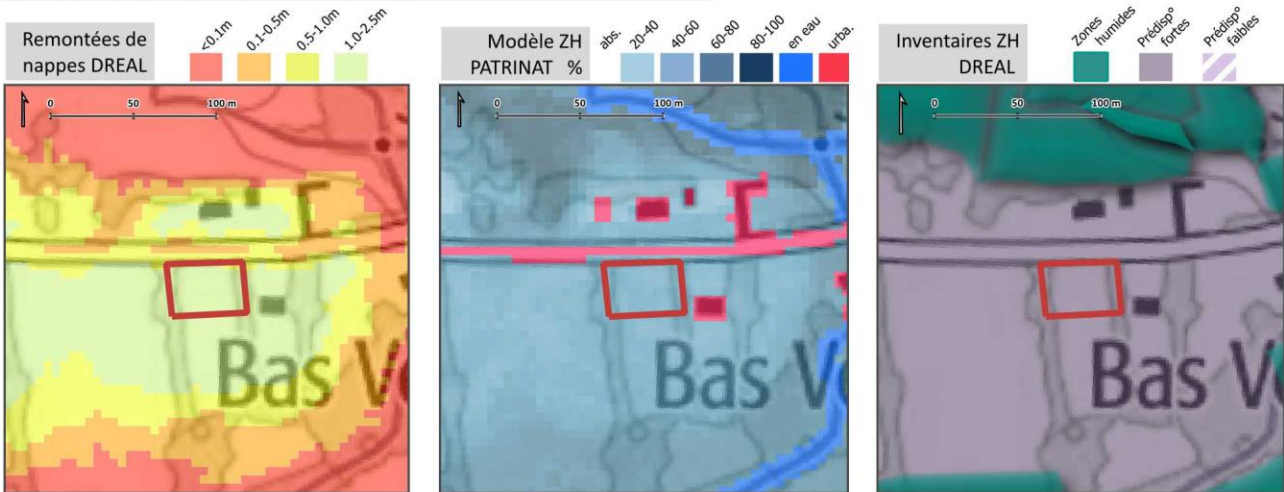 Remontées de
nappes DREAL
<0.1m
0.1-0.5m
0.5-1.0m
1.0-2.5m
0 50 100 m
Bas V
Modèle ZH
PATRINAT %
abs.
20-40
40-60
60-80
80-100
en eau
urba.
0 50 100 m
Bas Vo
Inventaires ZH
DREAL
Zones
humides
Prédisp°
fortes
Prédisp°
faibles
0 50 100 m
Bas Vo